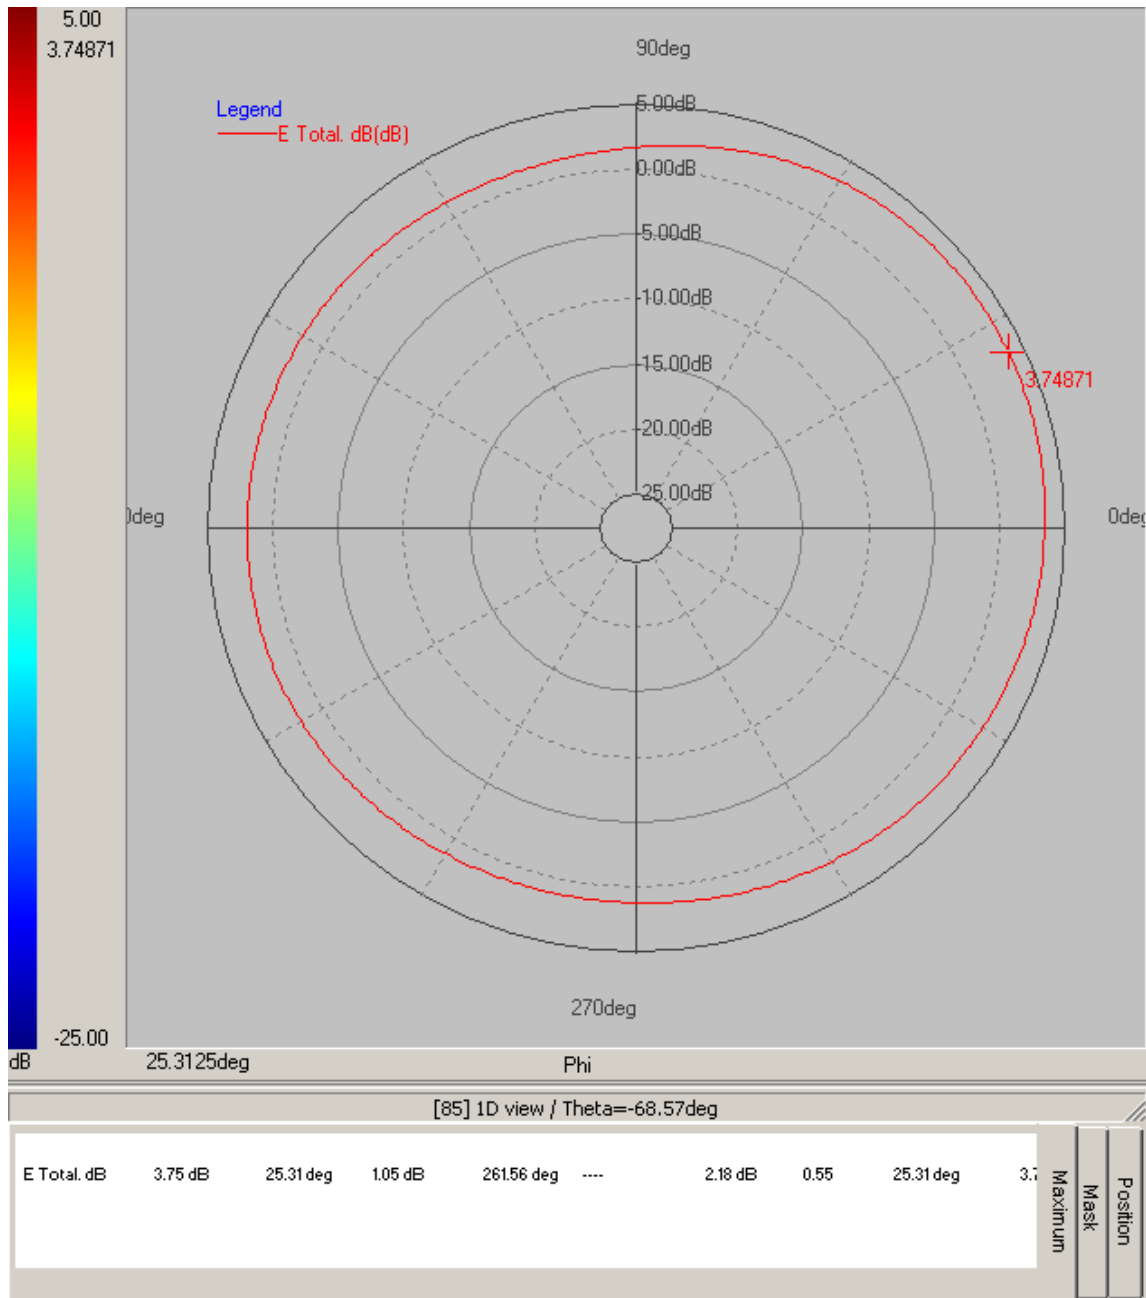 5.00
3.74871
90deg
Legend
E Total. dB(dB)
5.00dB
0.00dB
-5.00dB
-10.00dB
-15.00dB
-20.00dB
-25.00dB
3.74871
0deg
0deg
270deg
-25.00
dB 25.3125deg Phi
[85] 1D view / Theta=-68.57deg
E Total. dB 3.75 dB 25.31 deg 1.05 dB 261.56 deg ---- 2.18 dB 0.55 25.31 deg
Maximum
Mask
Position